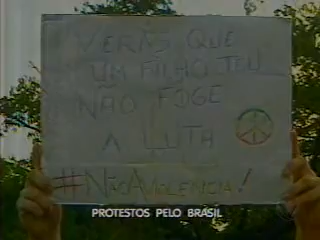 VERÁS QUE
UM FILHO TEU
NÃO FOGE
A LUTA
#NÃOAVIOLÊNCIA!
PROTESTOS PELO BRASIL